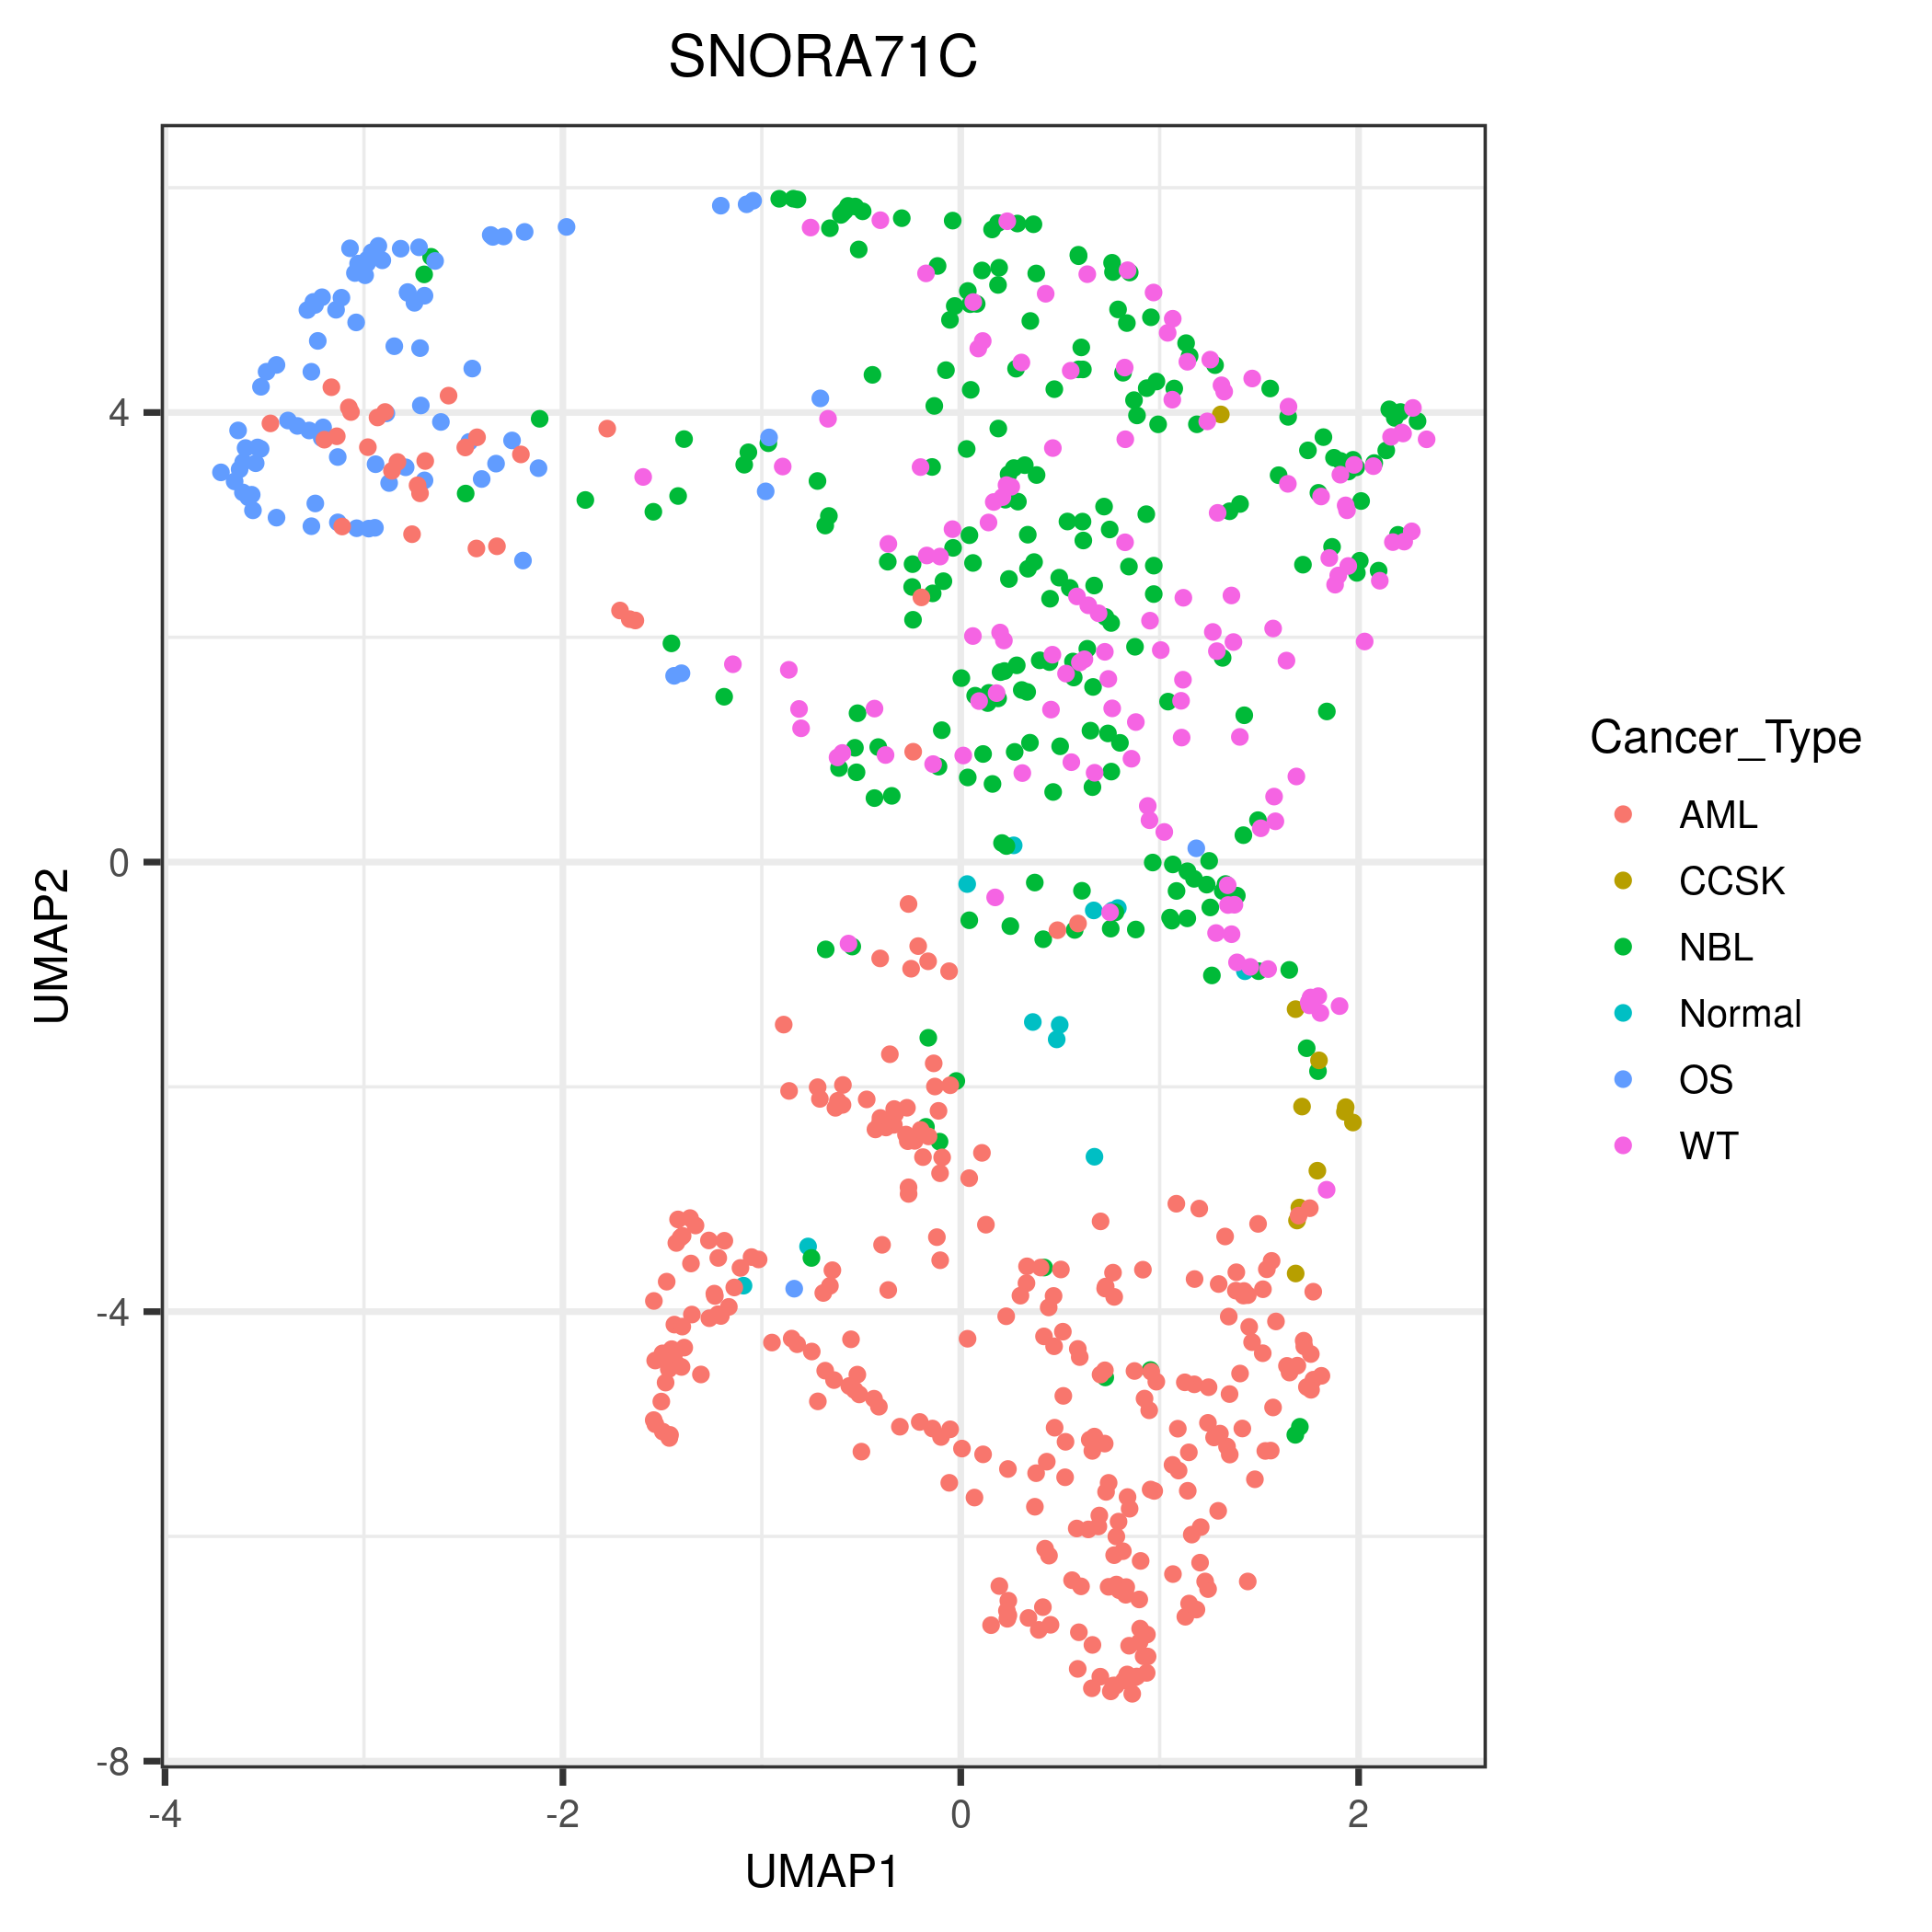 SNORA71C
4
0
-4
-8
UMAP2
-4
-2
0
2
UMAP1
Cancer_Type
AML
CCSK
NBL
Normal
OS
WT